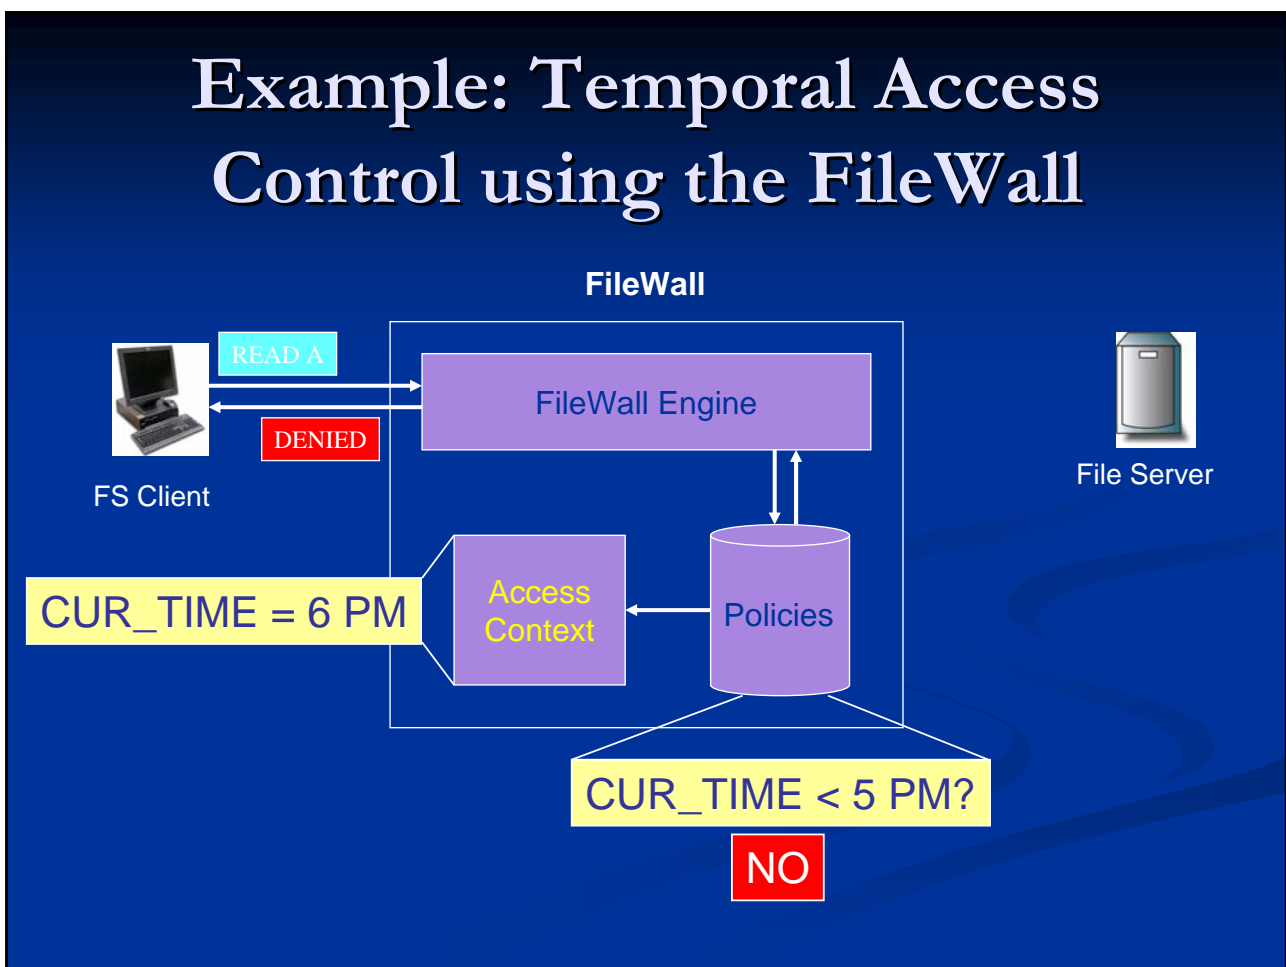 Example: Temporal Access
Control using the FileWall
FileWall
READ A
FileWall Engine
DENIED
FS Client
File Server
Access
Context
Policies
CUR_TIME = 6 PM
CUR_TIME < 5 PM?
NO